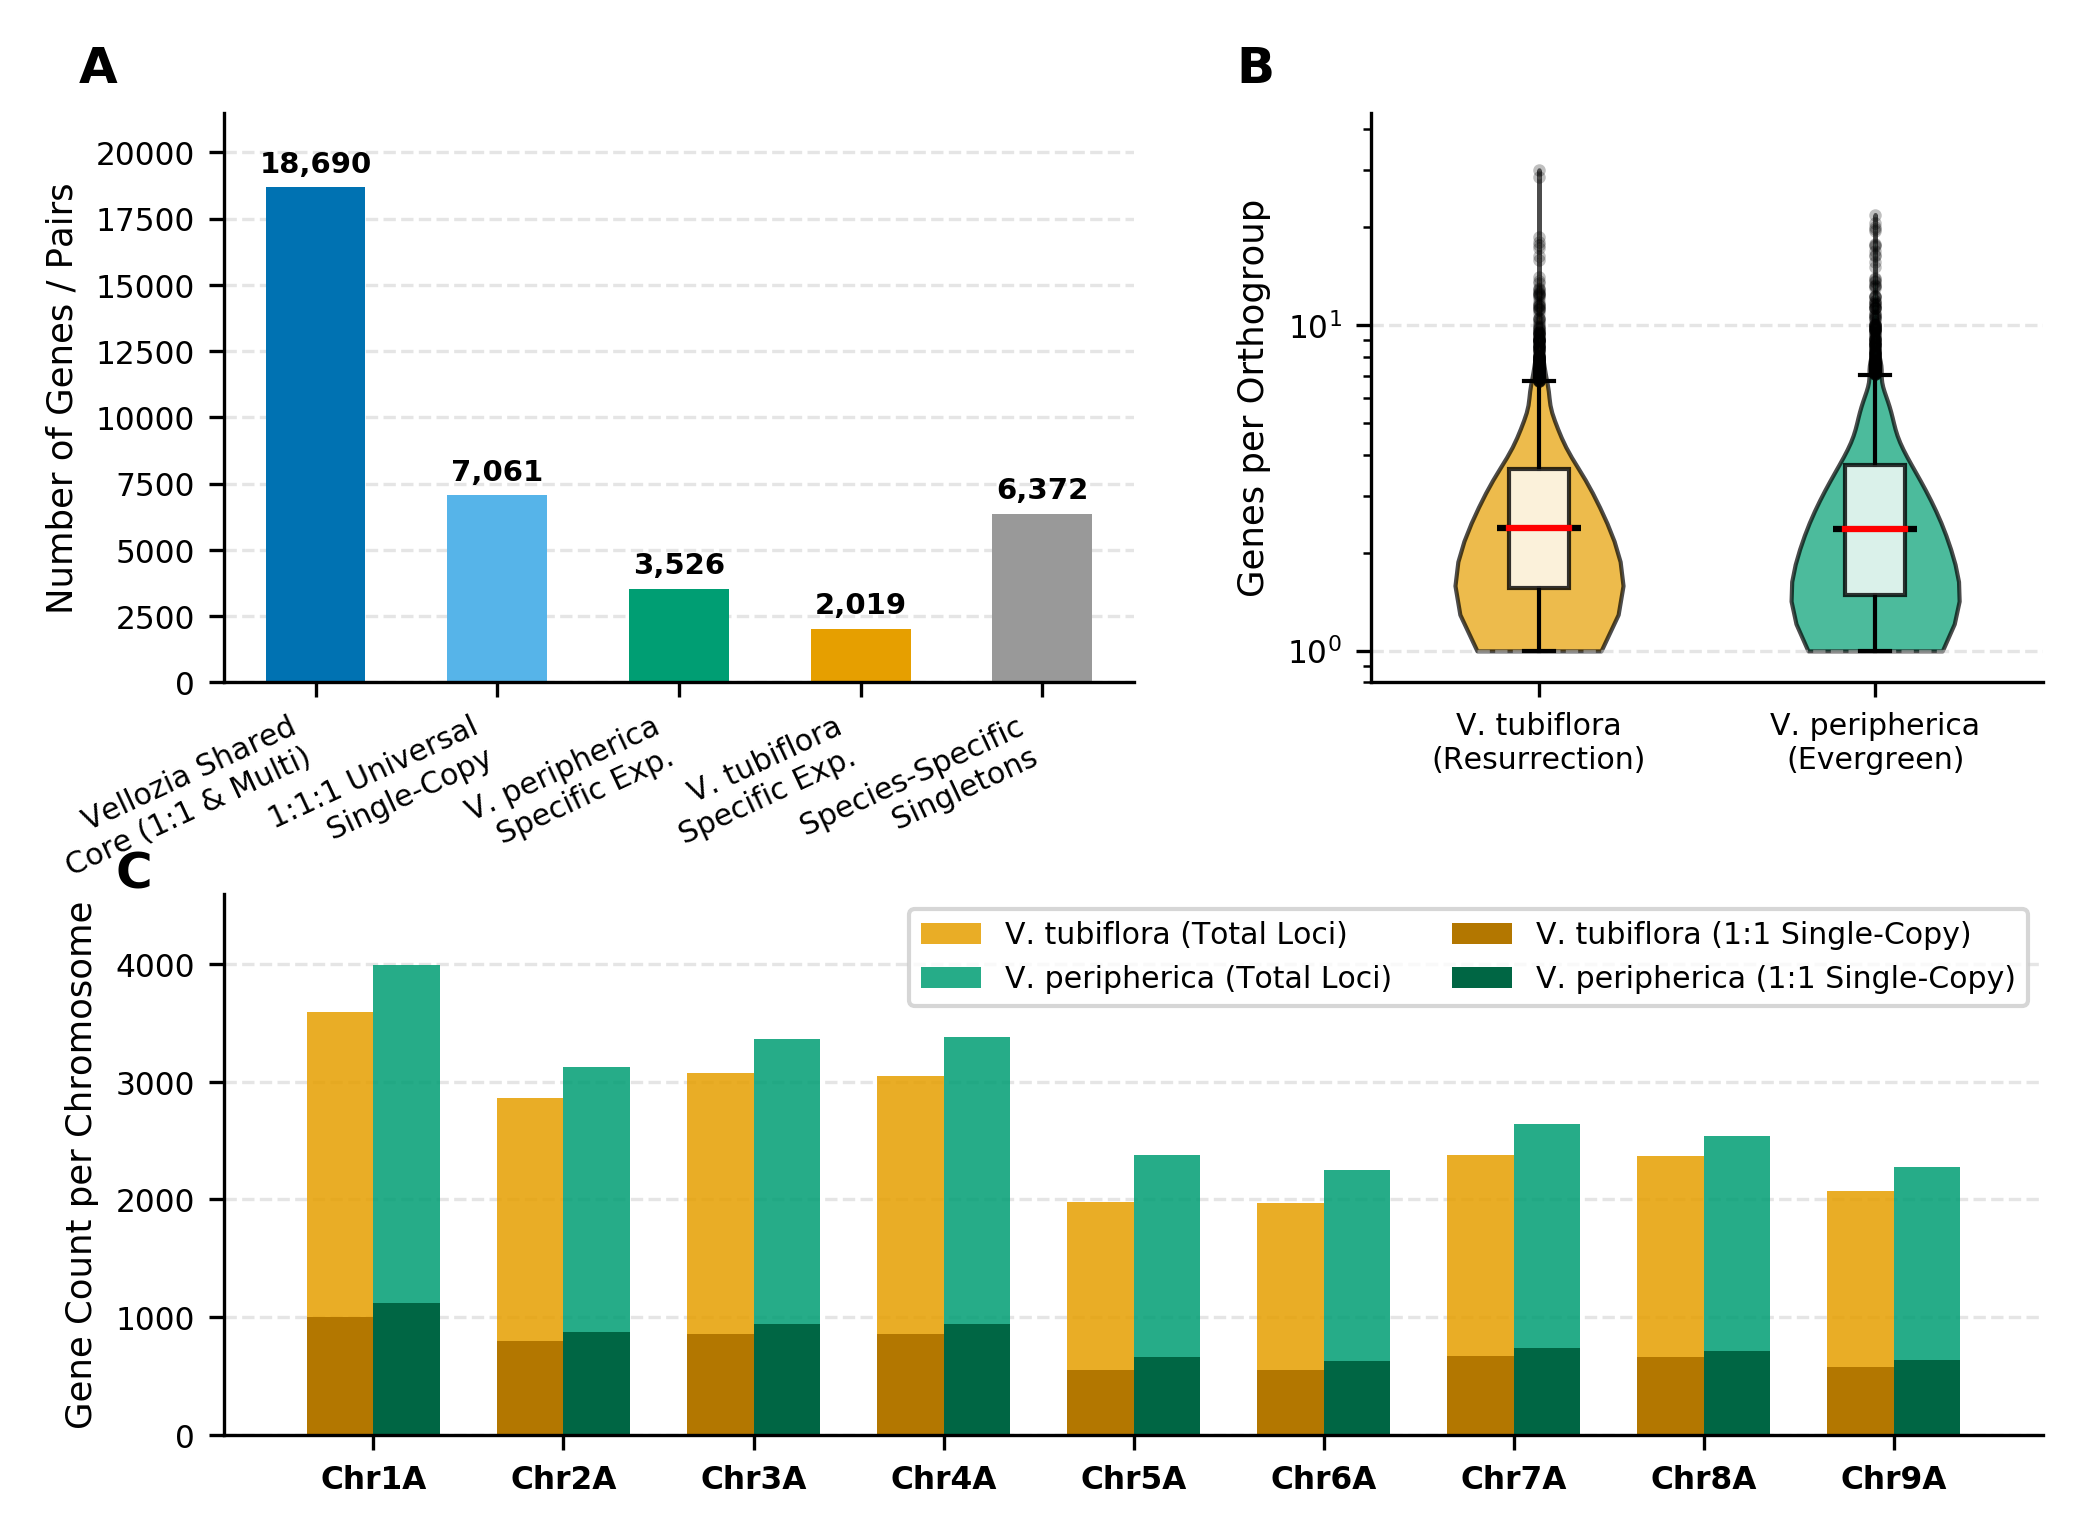 A
Number of Genes / Pairs
20000
17500
15000
12500
10000
7500
5000
2500
0
18,690
7,061
3,526
2,019
6,372
Vellozia Shared
Core (1:1 & Multi)
1:1:1 Universal
Single-Copy
V. peripherica
Specific Exp.
V. tubiflora
Specific Exp.
Species-Specific
Singletons
B
Genes per Orthogroup
10¹
10⁰
V. tubiflora
(Resurrection)
V. peripherica
(Evergreen)
C
Gene Count per Chromosome
4000
3000
2000
1000
0
V. tubiflora (Total Loci)
V. peripherica (Total Loci)
V. tubiflora (1:1 Single-Copy)
V. peripherica (1:1 Single-Copy)
Chr1A
Chr2A
Chr3A
Chr4A
Chr5A
Chr6A
Chr7A
Chr8A
Chr9A